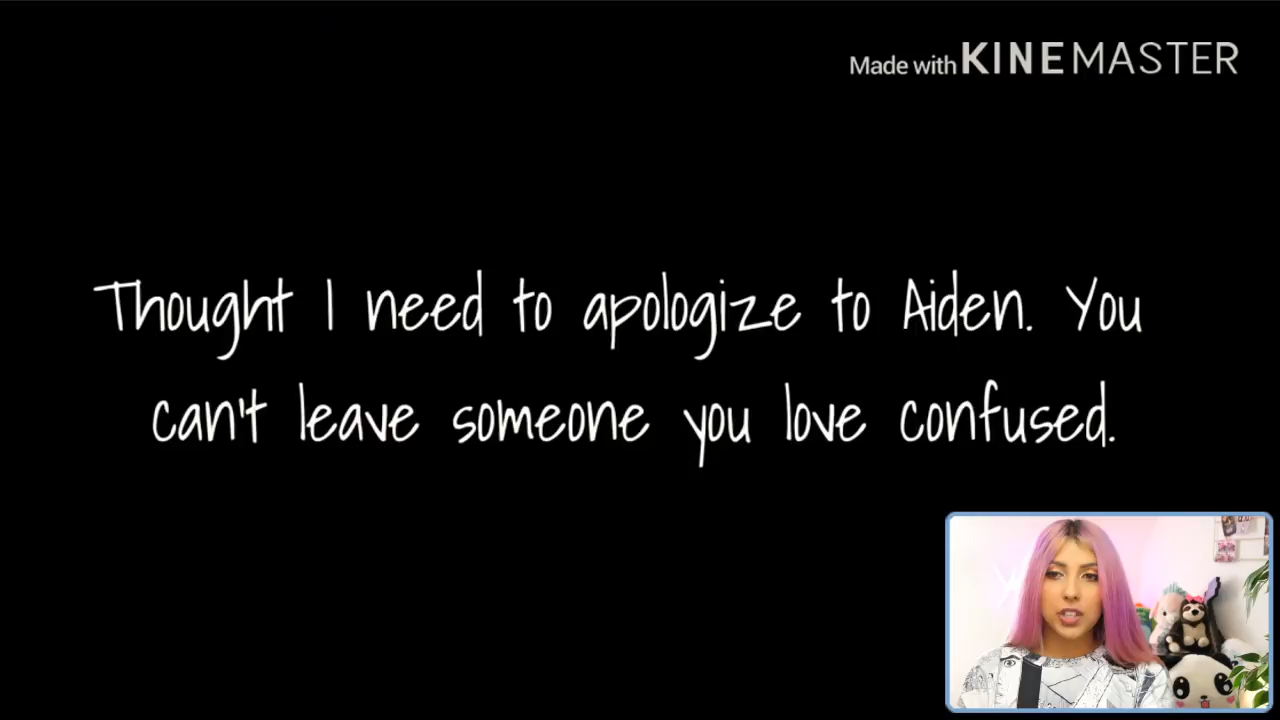 Made with KINEMASTER
Thought I need to apologize to Aiden. You
can't leave someone you love confused.